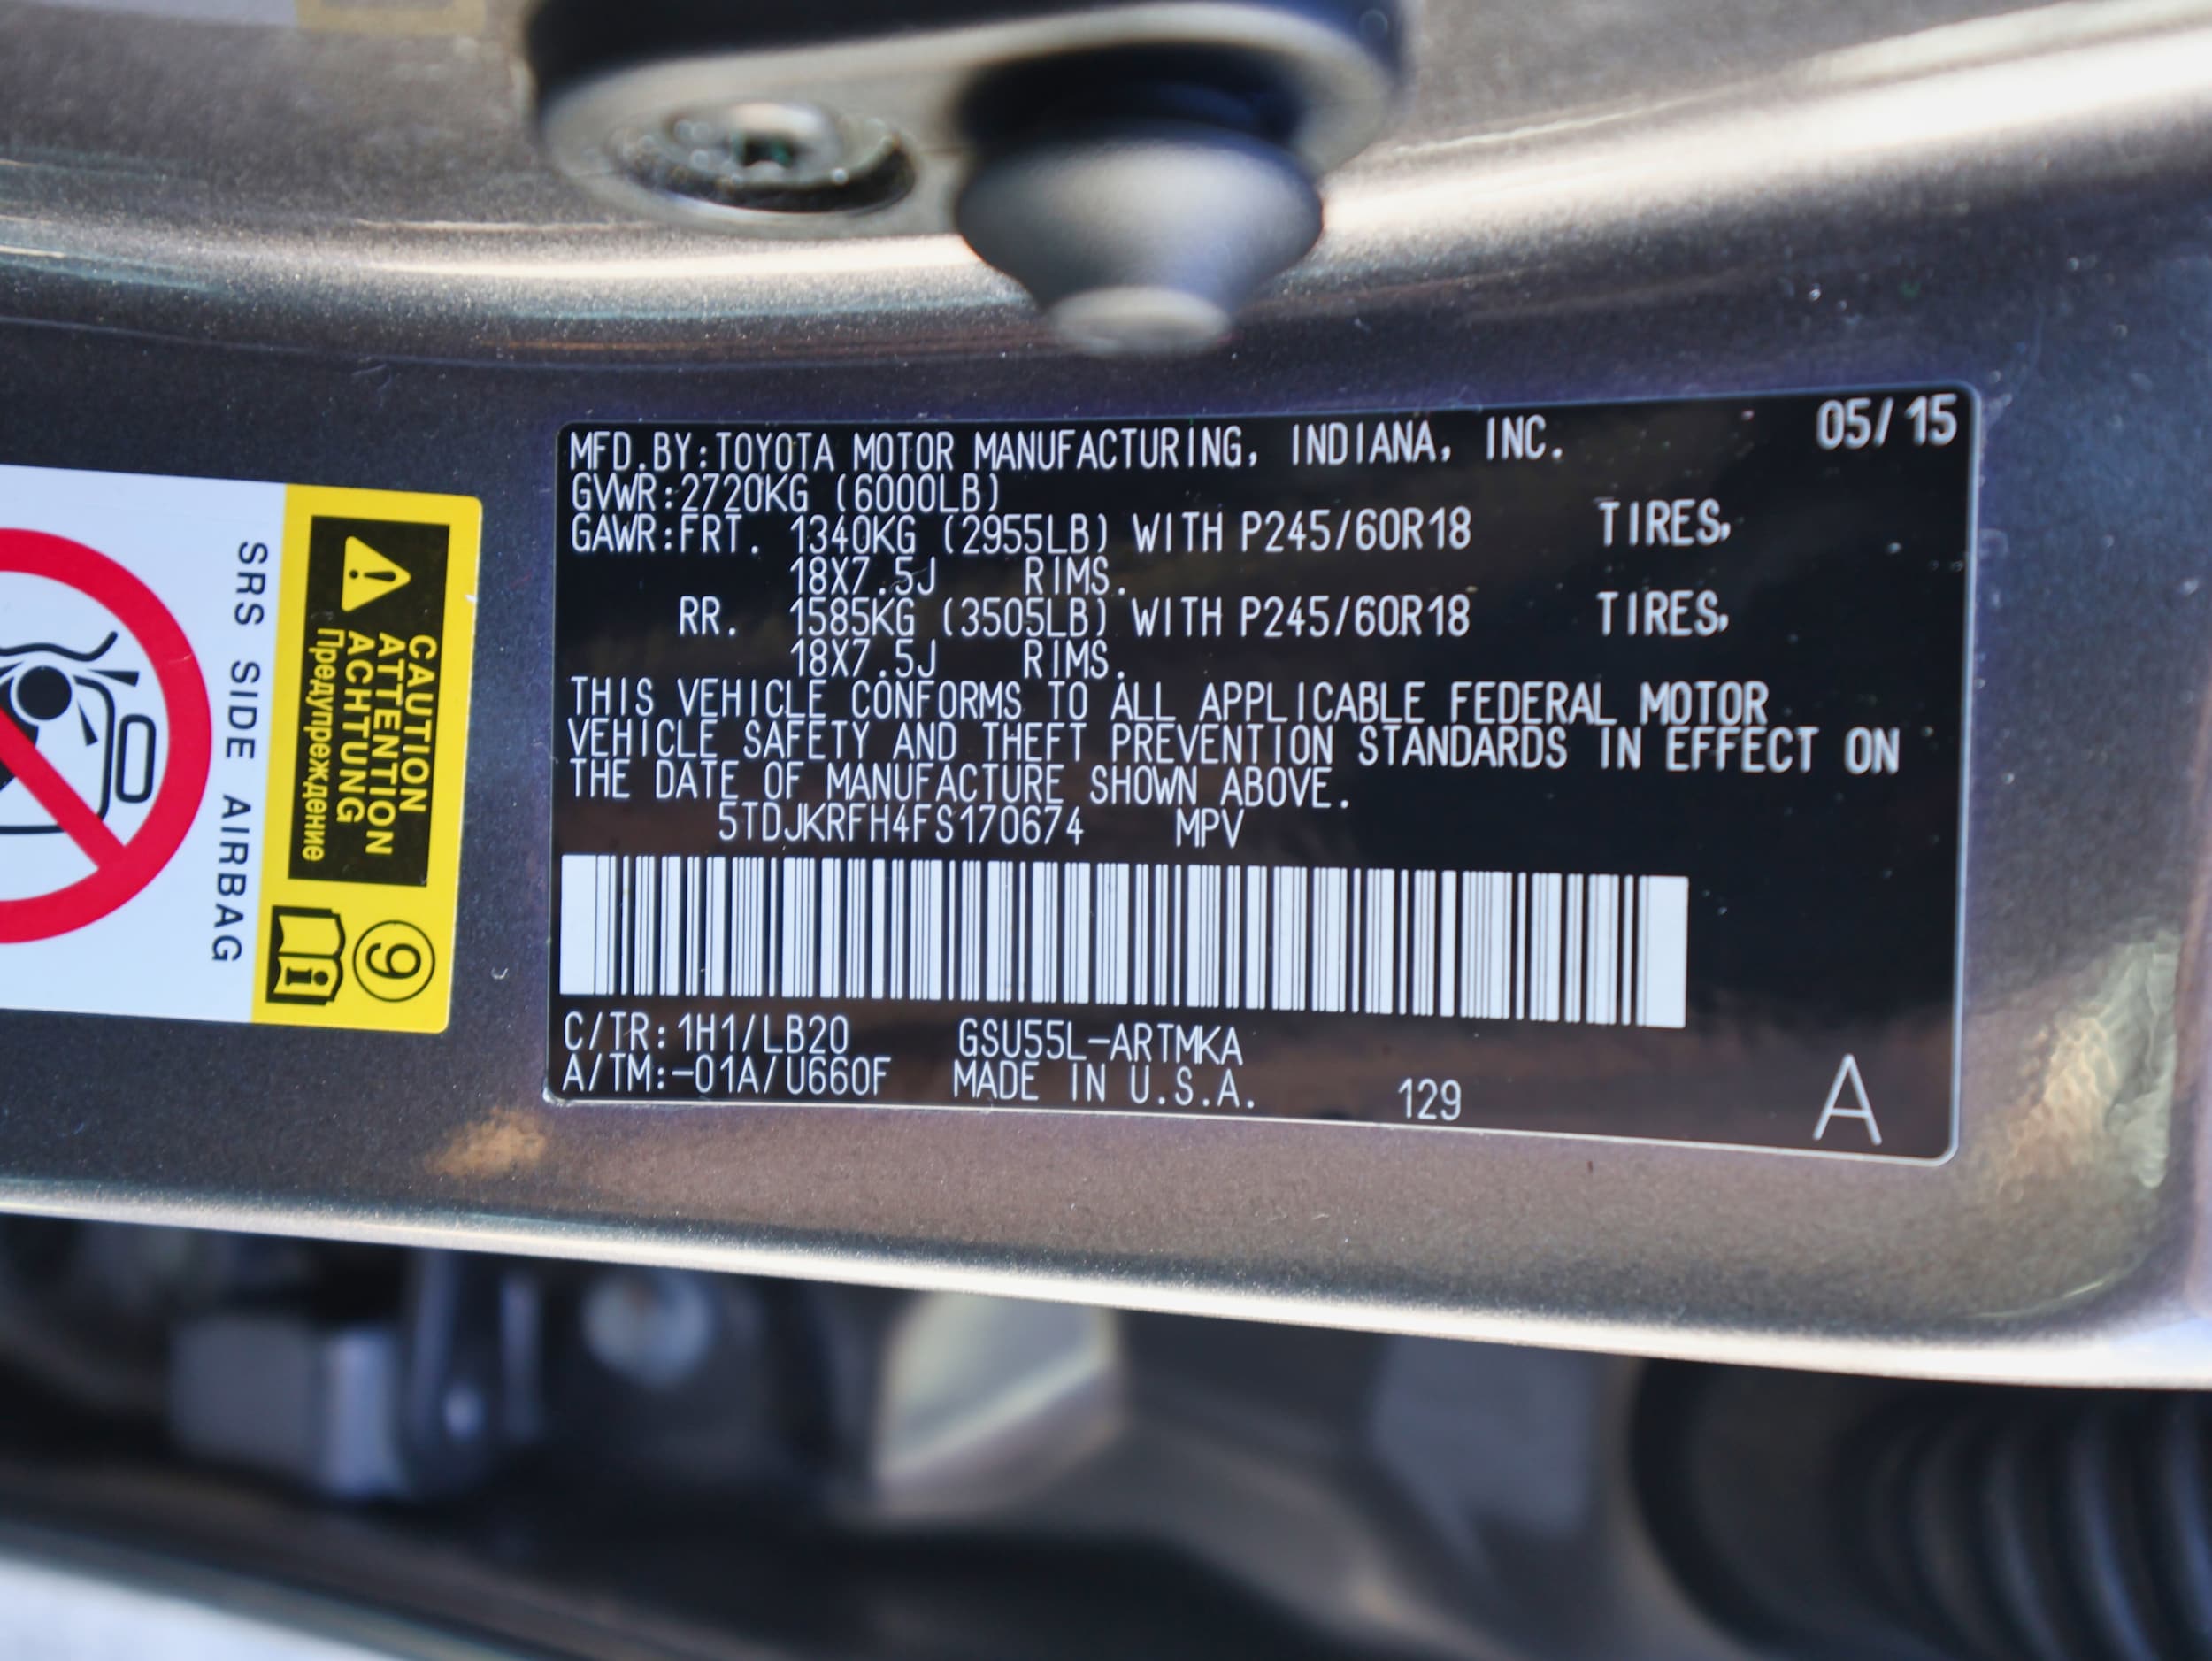 MFD.BY:TOYOTA MOTOR MANUFACTURING, INDIANA, INC. 05/15
GVWR:2720KG (6000LB)
GAWR:FRT. 1340KG (2955LB) WITH P245/60R18 TIRES,
18X7.5J RIMS.
RR. 1585KG (3505LB) WITH P245/60R18 TIRES,
18X7.5J RIMS.
THIS VEHICLE CONFORMS TO ALL APPLICABLE FEDERAL MOTOR
VEHICLE SAFETY AND THEFT PREVENTION STANDARDS IN EFFECT ON
THE DATE OF MANUFACTURE SHOWN ABOVE.
5TDJKRFH4FS170674 MPV
C/TR:1H1/LB20 GSU55L-ARTMKA
A/TM:-01A/U660F MADE IN U.S.A. 129 A
CAUTION
ATTENTION
ACHTUNG
Предупреждение
9
SRS SIDE AIRBAG